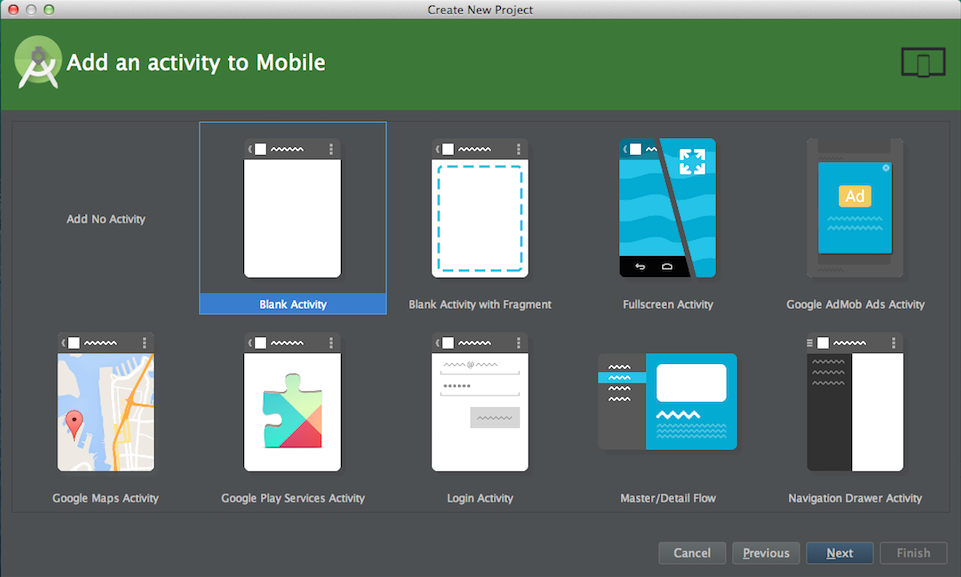 Create New Project
Add an activity to Mobile
Add No Activity
Blank Activity
Blank Activity with Fragment
Fullscreen Activity
Ad
Google AdMob Ads Activity
@
Google Maps Activity
Google Play Services Activity
Login Activity
Master/Detail Flow
Navigation Drawer Activity
Cancel
Previous
Next
Finish